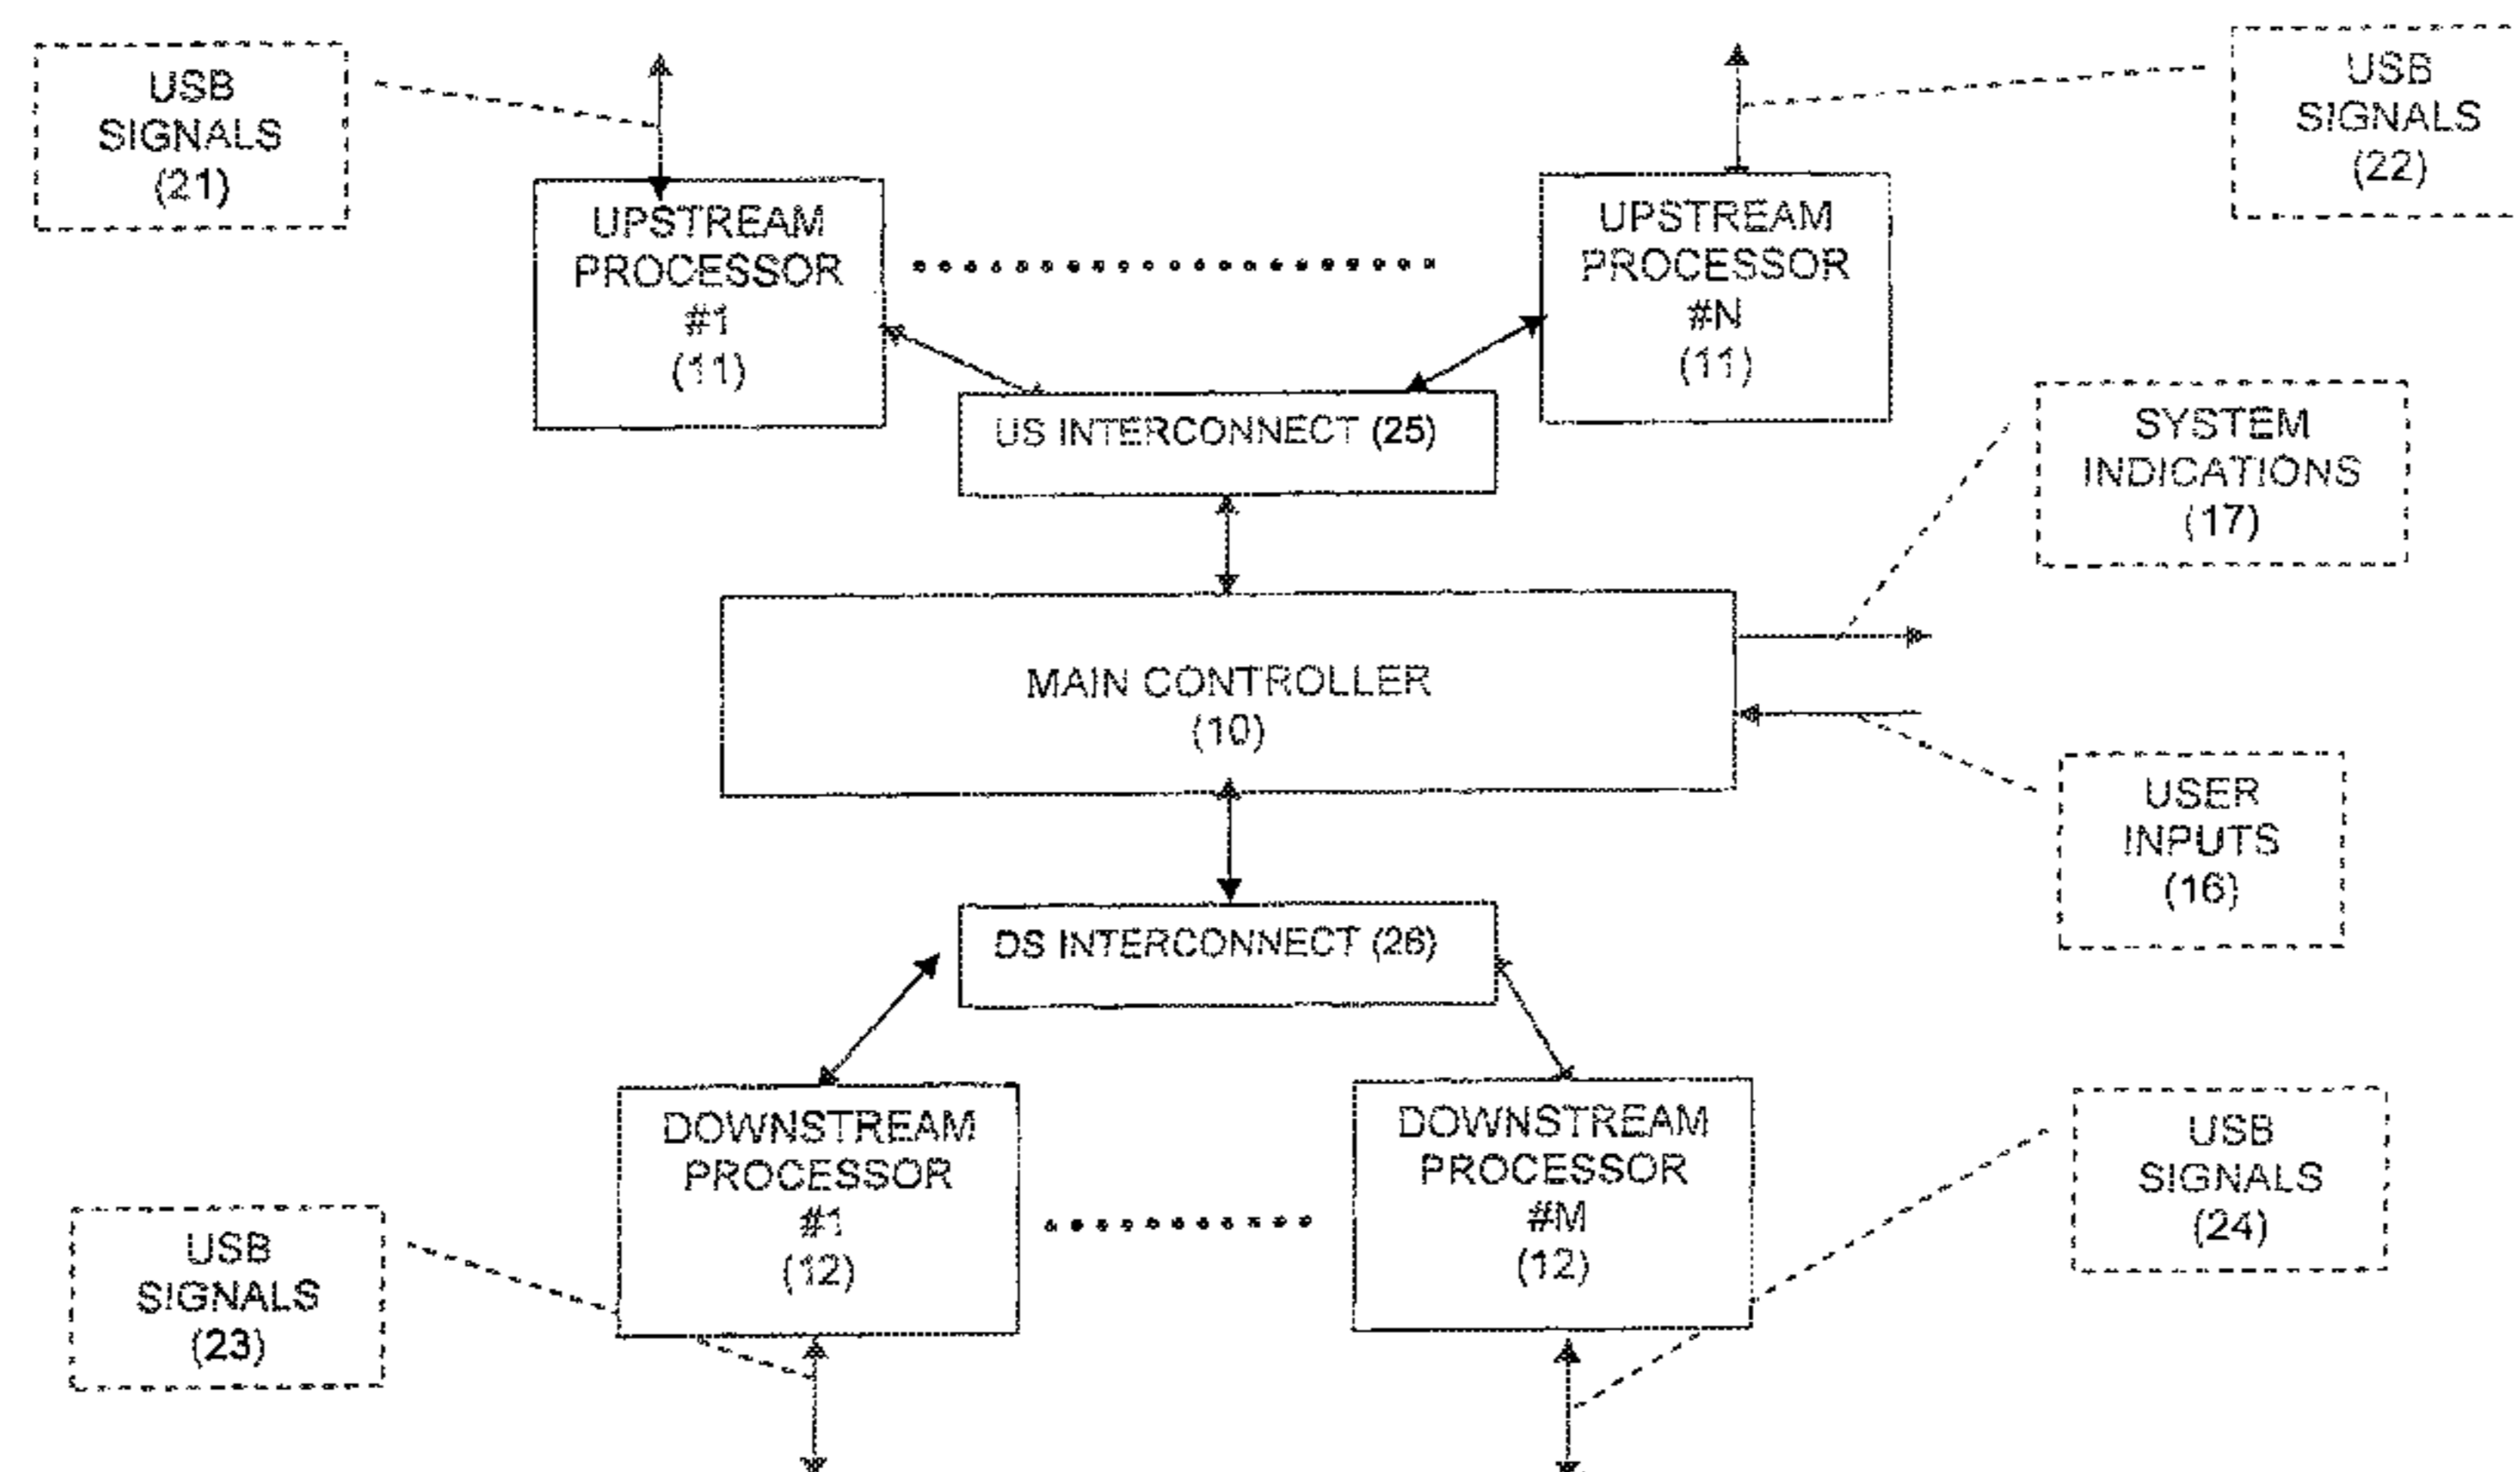 USB
SIGNALS
(21)
USB
SIGNALS
(22)
UPSTREAM
PROCESSOR
#1
(11)
UPSTREAM
PROCESSOR
#N
(11)
US INTERCONNECT (25)
SYSTEM
INDICATIONS
(17)
MAIN CONTROLLER
(10)
USER
INPUTS
(16)
DS INTERCONNECT (26)
DOWNSTREAM
PROCESSOR
#1
(12)
DOWNSTREAM
PROCESSOR
#M
(12)
USB
SIGNALS
(23)
USB
SIGNALS
(24)